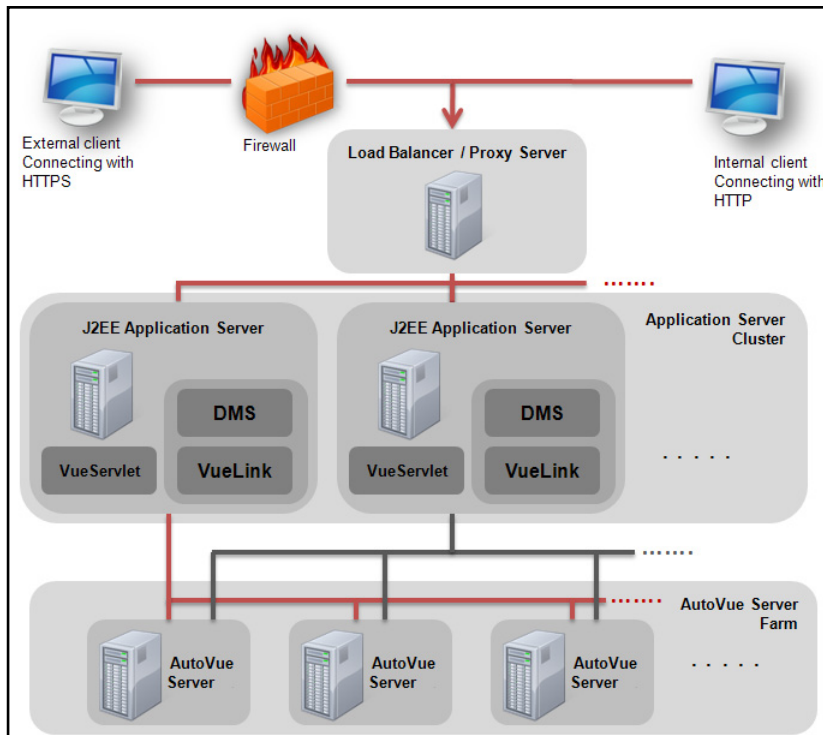 External client
Connecting with
HTTPS
Firewall
Internal client
Connecting with
HTTP
Load Balancer / Proxy Server
.......
J2EE Application Server
VueServlet
DMS
VueLink
J2EE Application Server
VueServlet
DMS
VueLink
Application Server
Cluster
. . . . .
.......
.......
AutoVue Server
Farm
AutoVue
Server
AutoVue
Server
AutoVue
Server
. . . . .